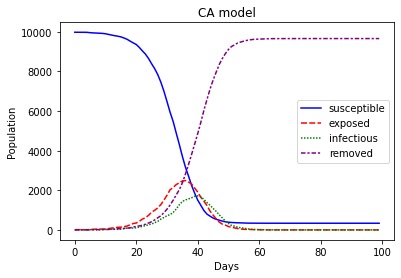 CA model
Population
10000
8000
6000
4000
2000
0
susceptible
exposed
infectious
removed
0 20 40 60 80 100
Days